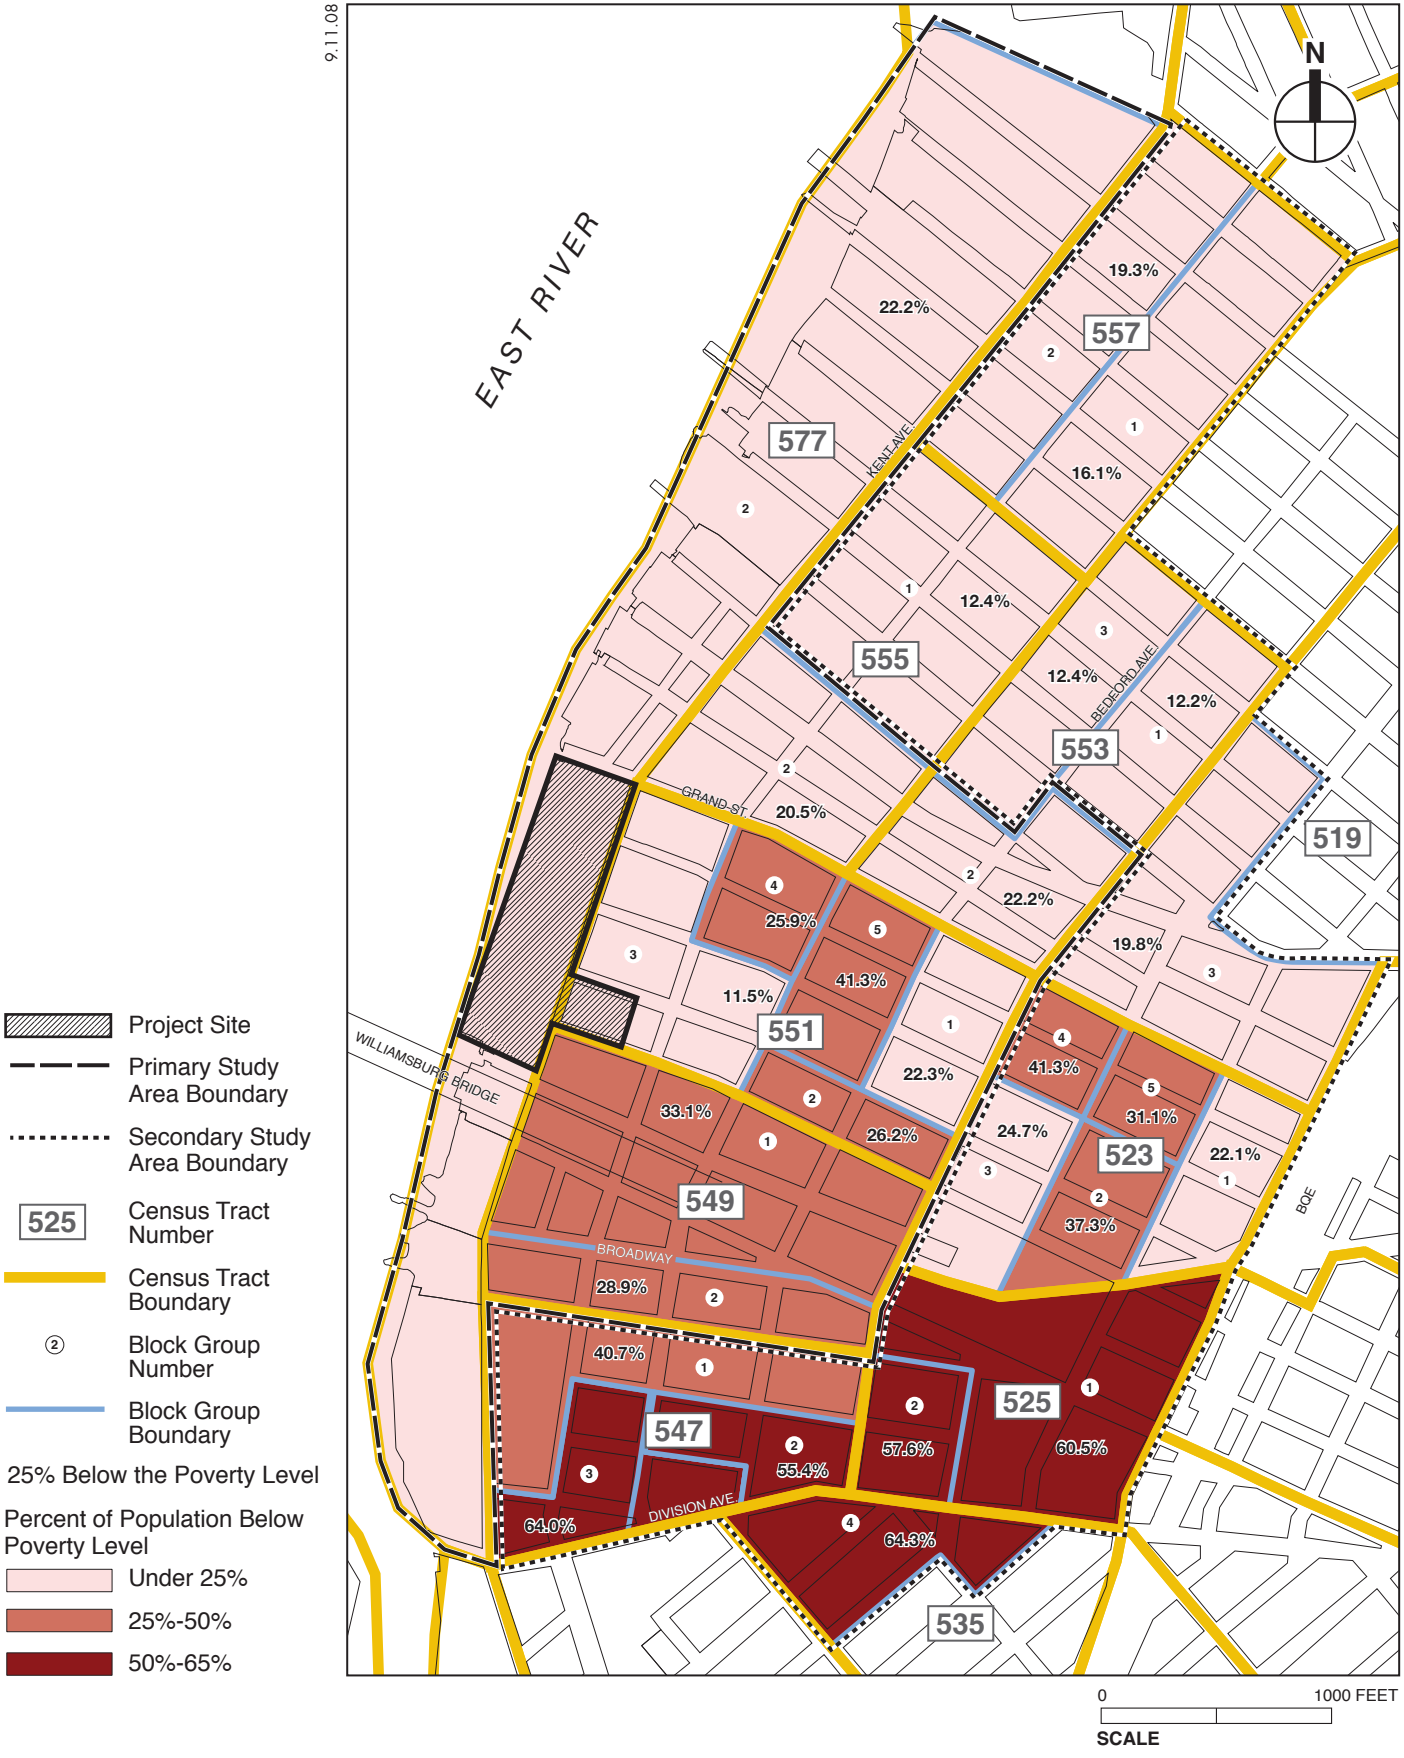 9.11.08
N
EAST RIVER
19.3%
22.2%
557
2
577
1
KENT AVE.
16.1%
2
1
12.4%
3
555
12.4%
BEDFORD AVE.
12.2%
553
1
2
GRAND ST.
20.5%
519
2
4
22.2%
25.9%
5
19.8%
3
3
41.3%
11.5%
1
551
4
41.3%
22.3%
5
WILLIAMSBURG BRIDGE
2
33.1%
31.1%
26.2%
24.7%
1
523
22.1%
3
1
549
2
37.3%
BQE
BROADWAY
28.9%
2
40.7%
1
1
525
2
547
2
57.6%
60.5%
55.4%
3
DIVISION AVE.
64.0%
4
64.3%
535
Project Site
Primary Study
Area Boundary
Secondary Study
Area Boundary
525
Census Tract
Number
Census Tract
Boundary
2
Block Group
Number
Block Group
Boundary
25% Below the Poverty Level
Percent of Population Below
Poverty Level
Under 25%
25%-50%
50%-65%
0
1000 FEET
SCALE